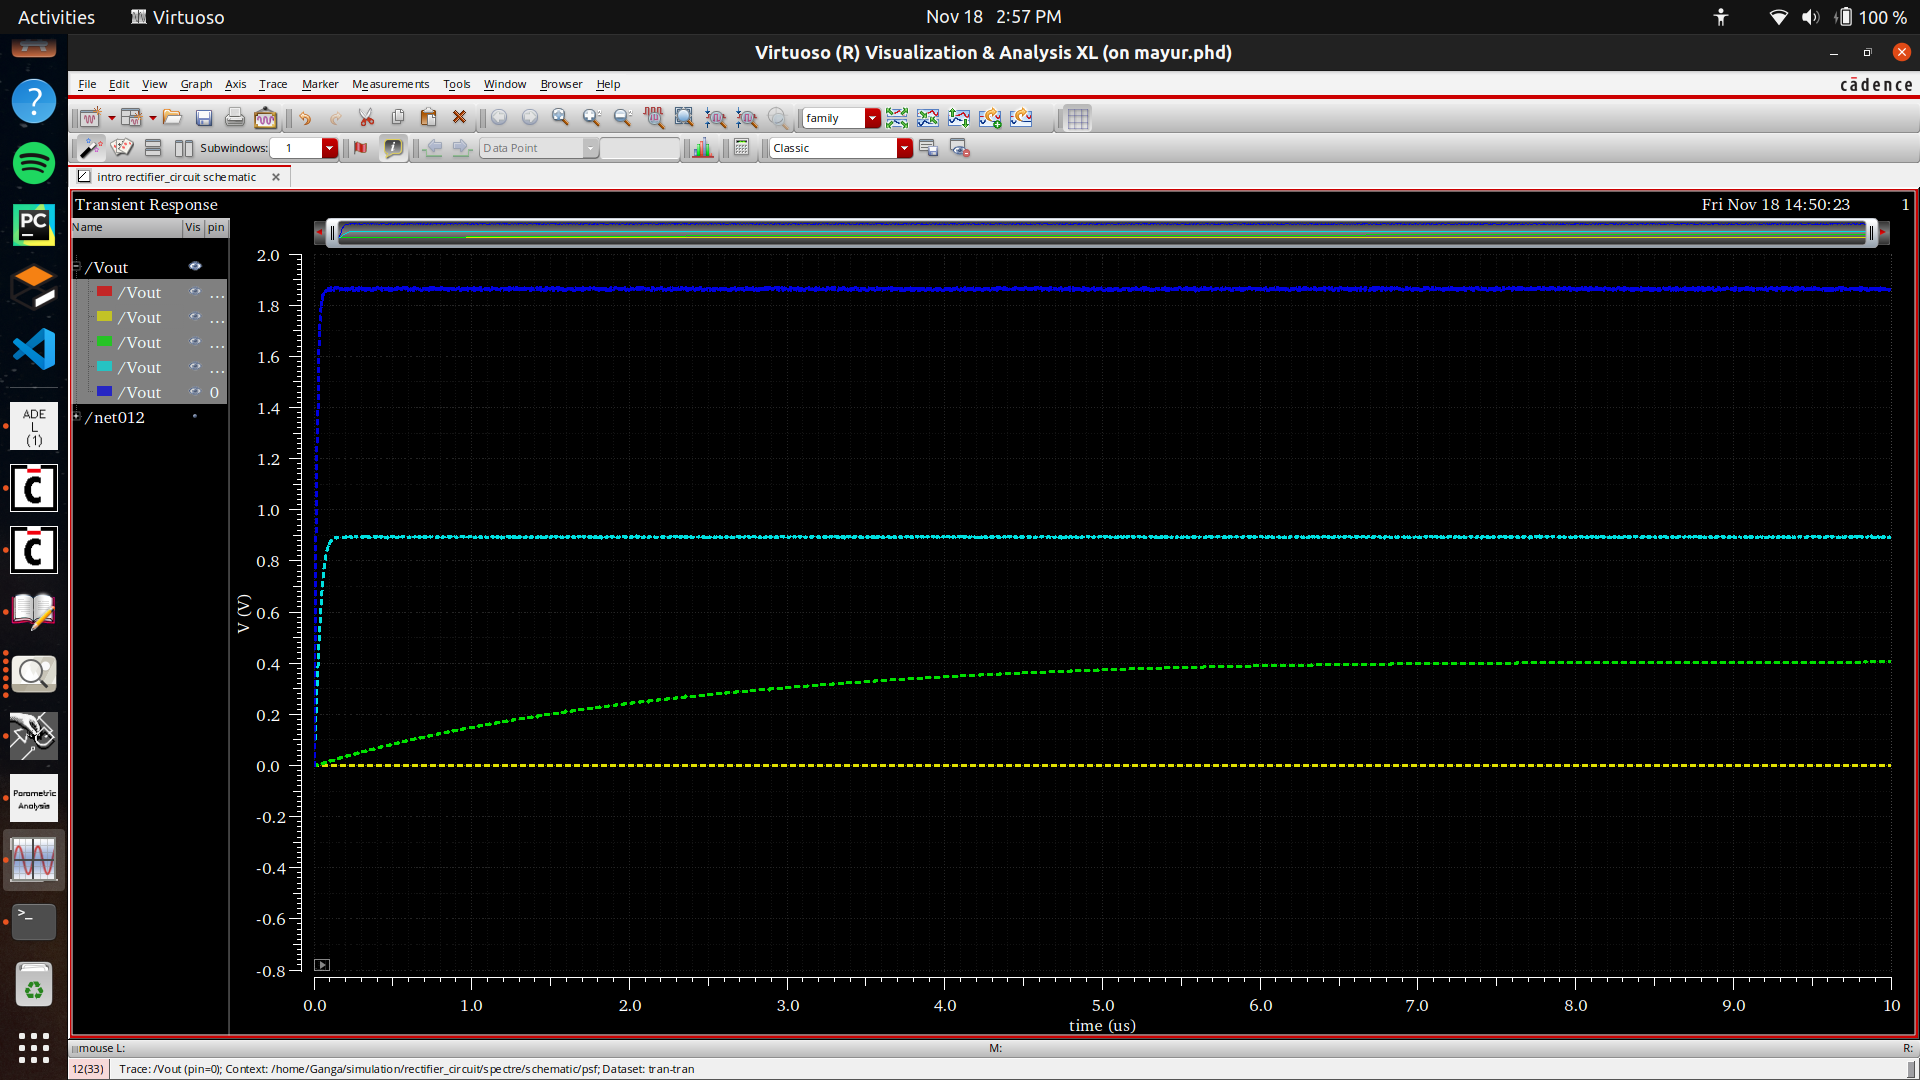 Activities Virtuoso Nov 18 2:57 PM 100 %
Virtuoso (R) Visualization & Analysis XL (on mayur.phd)
File Edit View Graph Axis Trace Marker Measurements Tools Window Browser Help cādence
family
Subwindows: 1 Data Point Classic
intro rectifier_circuit schematic
Transient Response Fri Nov 18 14:50:23 1
Name Vis pin
/Vout
/Vout ...
/Vout ...
/Vout ...
/Vout ...
/Vout 0
/net012
2.0
1.8
1.6
1.4
1.2
1.0
0.8
0.6
0.4
0.2
0.0
-0.2
-0.4
-0.6
-0.8
V (V)
0.0 1.0 2.0 3.0 4.0 5.0 6.0 7.0 8.0 9.0 10
time (us)
mouse L: M: R:
12(33) Trace: /Vout (pin=0); Context: /home/Ganga/simulation/rectifier_circuit/spectre/schematic/psf; Dataset: tran-tran
?
PC
ADE
L
(1)
C
C
Parametric
Analysis
>_